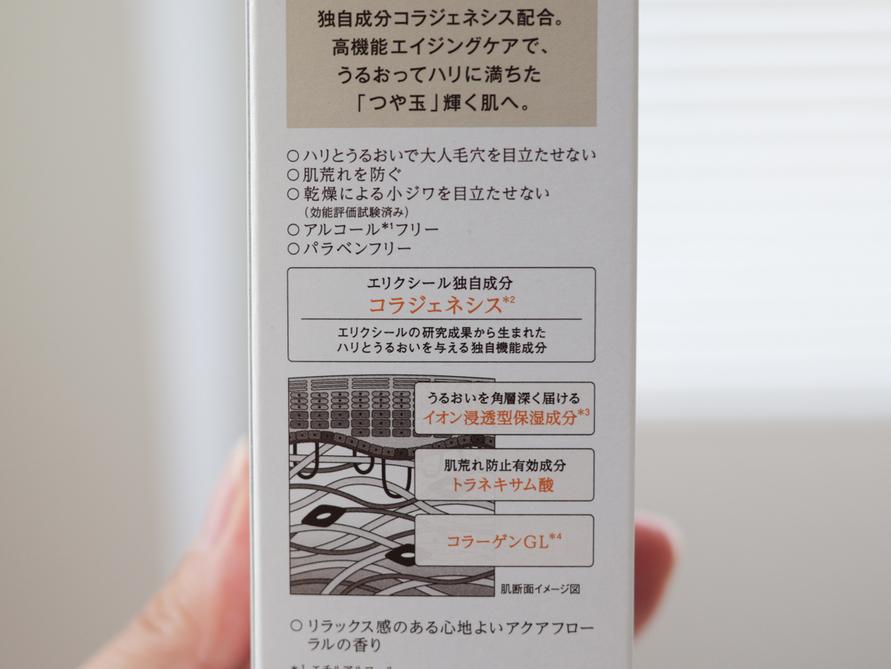 独自成分コラジェネシス配合。
高機能エイジングケアで、
うるおってハリに満ちた
「つや玉」輝く肌へ。
○ハリとうるおいで大人毛穴を目立たせない
○肌荒れを防ぐ
○乾燥による小ジワを目立たせない
（効能評価試験済み）
○アルコール*1フリー
○パラベンフリー
エリクシール独自成分
コラジェネシス*2
エリクシールの研究成果から生まれた
ハリとうるおいを与える独自機能成分
うるおいを角層深く届ける
イオン浸透型保湿成分*3
肌荒れ防止有効成分
トラネキサム酸
コラーゲンGL*4
肌断面イメージ図
○リラックス感のある心地よいアクアフロー
ラルの香り
*1 エチルアルコール